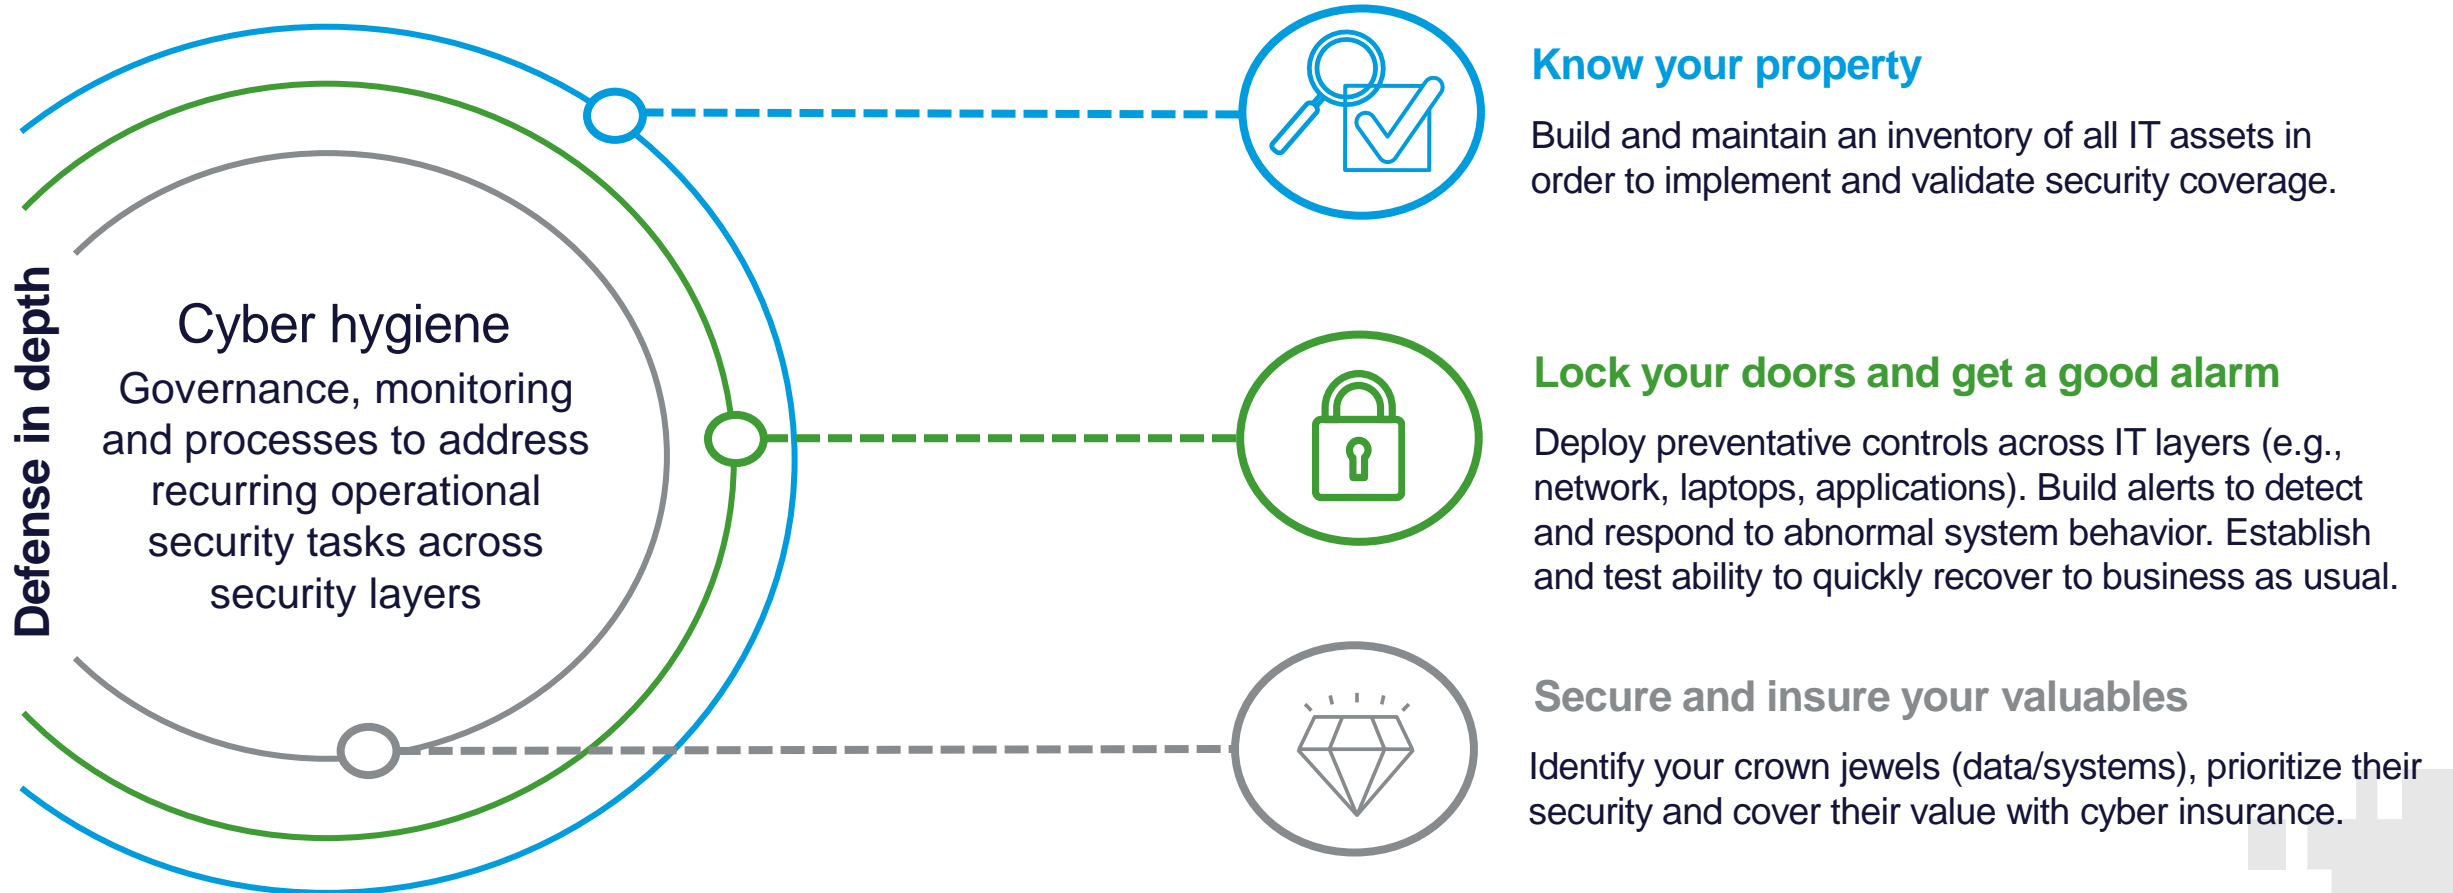 Defense in depth
Cyber hygiene
Governance, monitoring
and processes to address
recurring operational
security tasks across
security layers
Know your property
Build and maintain an inventory of all IT assets in
order to implement and validate security coverage.
Lock your doors and get a good alarm
Deploy preventative controls across IT layers (e.g.,
network, laptops, applications). Build alerts to detect
and respond to abnormal system behavior. Establish
and test ability to quickly recover to business as usual.
Secure and insure your valuables
Identify your crown jewels (data/systems), prioritize their
security and cover their value with cyber insurance.